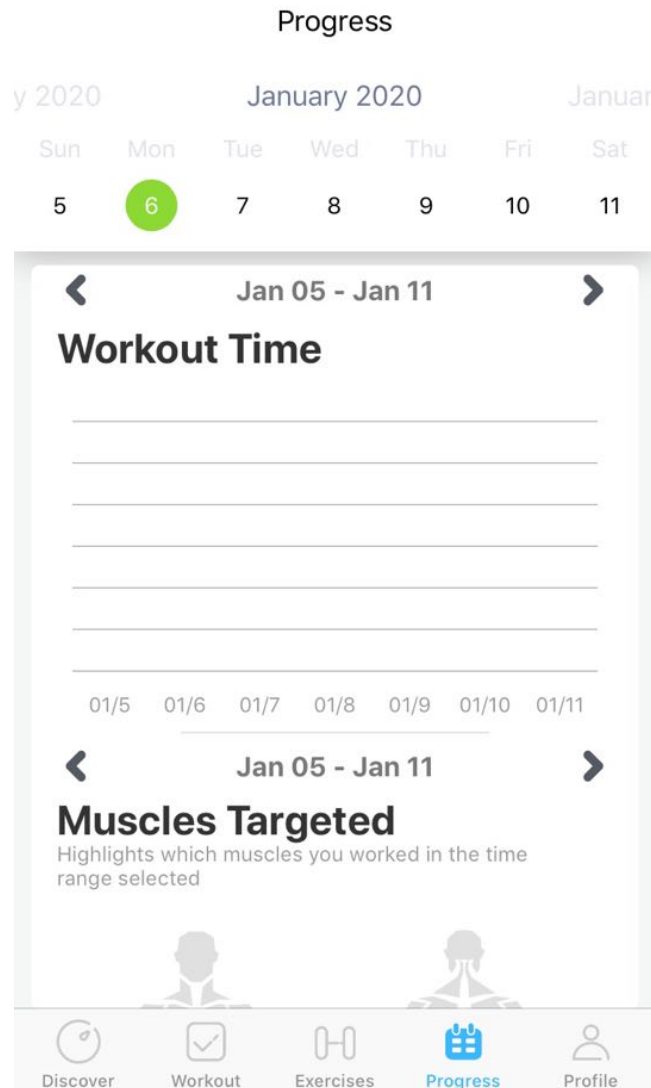 Progress
y 2020 January 2020 Januar
Sun Mon Tue Wed Thu Fri Sat
5 6 7 8 9 10 11
Jan 05 - Jan 11
Workout Time
01/5 01/6 01/7 01/8 01/9 01/10 01/11
Jan 05 - Jan 11
Muscles Targeted
Highlights which muscles you worked in the time
range selected
Discover Workout Exercises Progress Profile